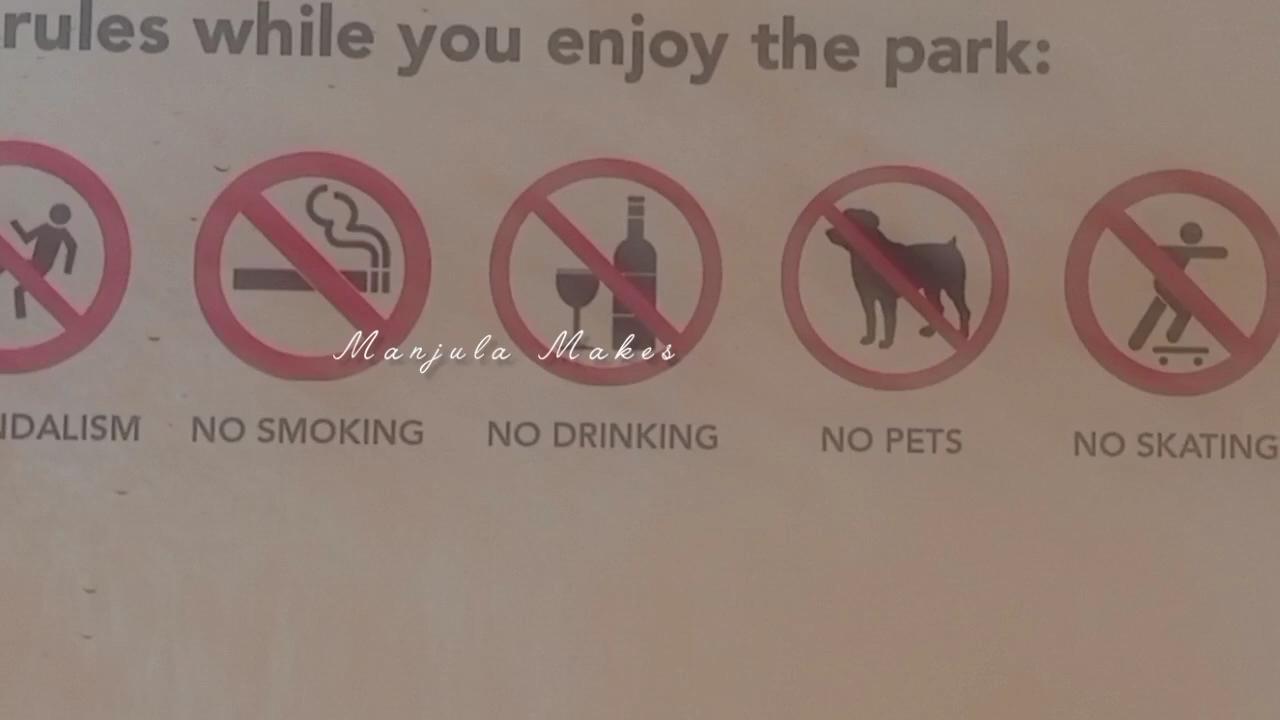 rules while you enjoy the park:
Manjula Makes
NDALISM NO SMOKING NO DRINKING NO PETS NO SKATING